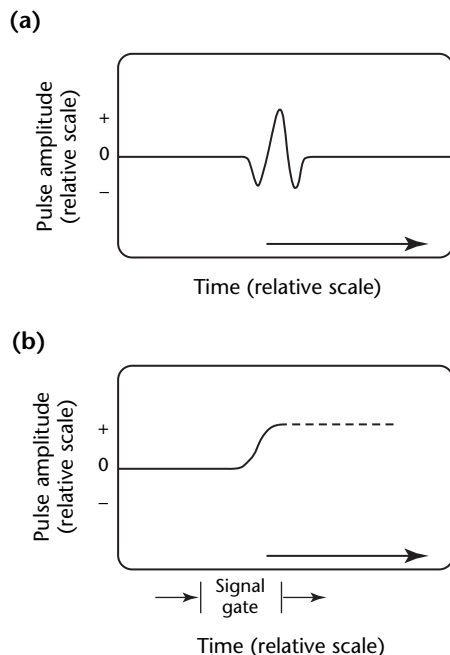 (a)
Pulse amplitude
(relative scale)
+
0
–
Time (relative scale)
(b)
Pulse amplitude
(relative scale)
+
0
–
Signal
gate
Time (relative scale)